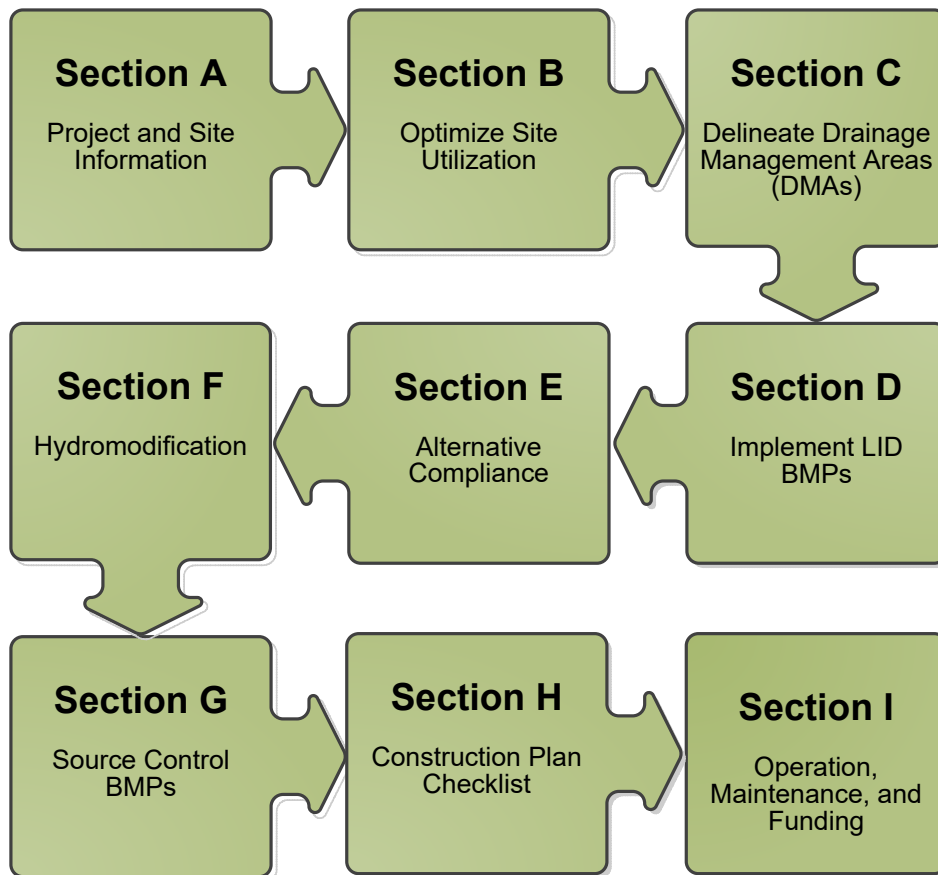 Section A
Project and Site
Information
Section B
Optimize Site
Utilization
Section C
Delineate Drainage
Management Areas
(DMAs)
Section D
Implement LID
BMPs
Section E
Alternative
Compliance
Section F
Hydromodification
Section G
Source Control
BMPs
Section H
Construction Plan
Checklist
Section I
Operation,
Maintenance, and
Funding